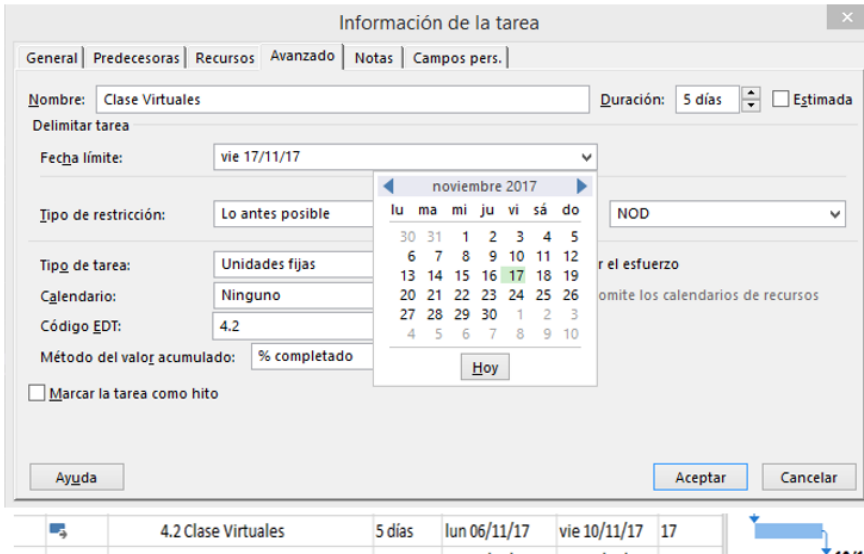 Información de la tarea
General Predecesoras Recursos Avanzado Notas Campos pers.
Nombre: Clase Virtuales Duración: 5 días Estimada
Delimitar tarea
Fecha límite: vie 17/11/17
noviembre 2017
lu ma mi ju vi sá do
30 31 1 2 3 4 5
6 7 8 9 10 11 12
13 14 15 16 17 18 19
20 21 22 23 24 25 26
27 28 29 30 1 2 3
4 5 6 7 8 9 10
Hoy
Tipo de restricción: Lo antes posible NOD
Tipo de tarea: Unidades fijas r el esfuerzo
Calendario: Ninguno omite los calendarios de recursos
Código EDT: 4.2
Método del valor acumulado: % completado
Marcar la tarea como hito
Ayuda Aceptar Cancelar
4.2 Clase Virtuales 5 días lun 06/11/17 vie 10/11/17 17